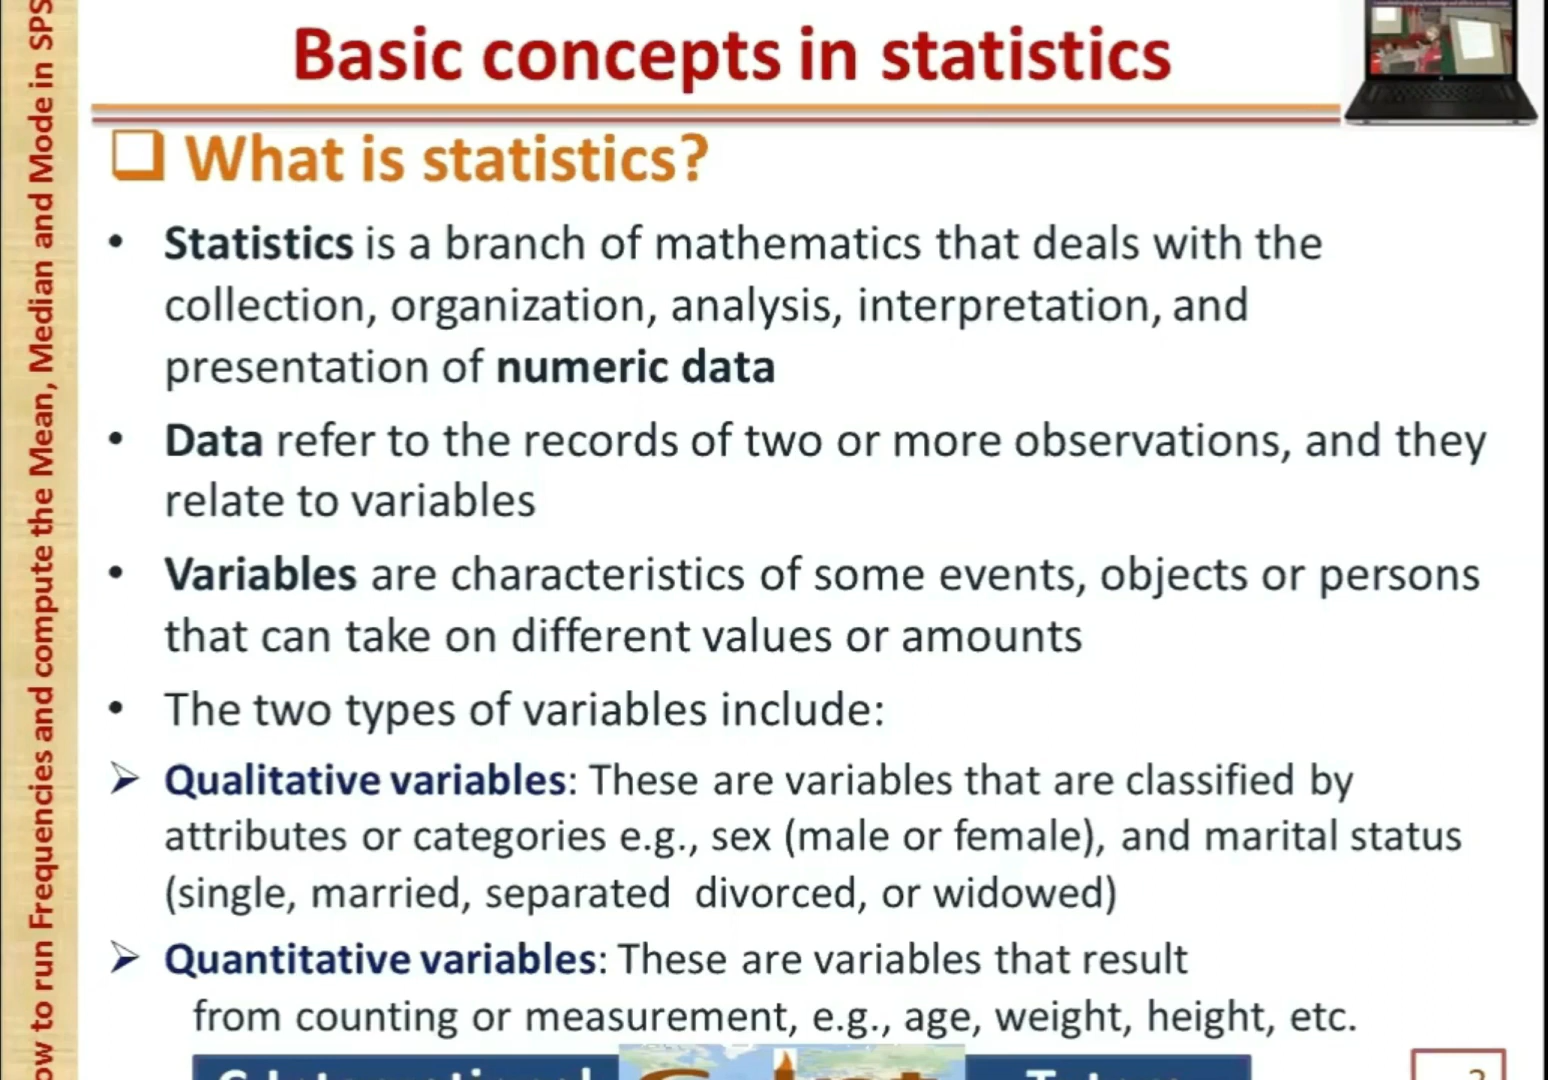 Basic concepts in statistics
❑ What is statistics?
• Statistics is a branch of mathematics that deals with the
collection, organization, analysis, interpretation, and
presentation of numeric data
• Data refer to the records of two or more observations, and they
relate to variables
• Variables are characteristics of some events, objects or persons
that can take on different values or amounts
• The two types of variables include:
➢ Qualitative variables: These are variables that are classified by
attributes or categories e.g., sex (male or female), and marital status
(single, married, separated  divorced, or widowed)
➢ Quantitative variables: These are variables that result
from counting or measurement, e.g., age, weight, height, etc.
to run Frequencies and compute the Mean, Median and Mode in